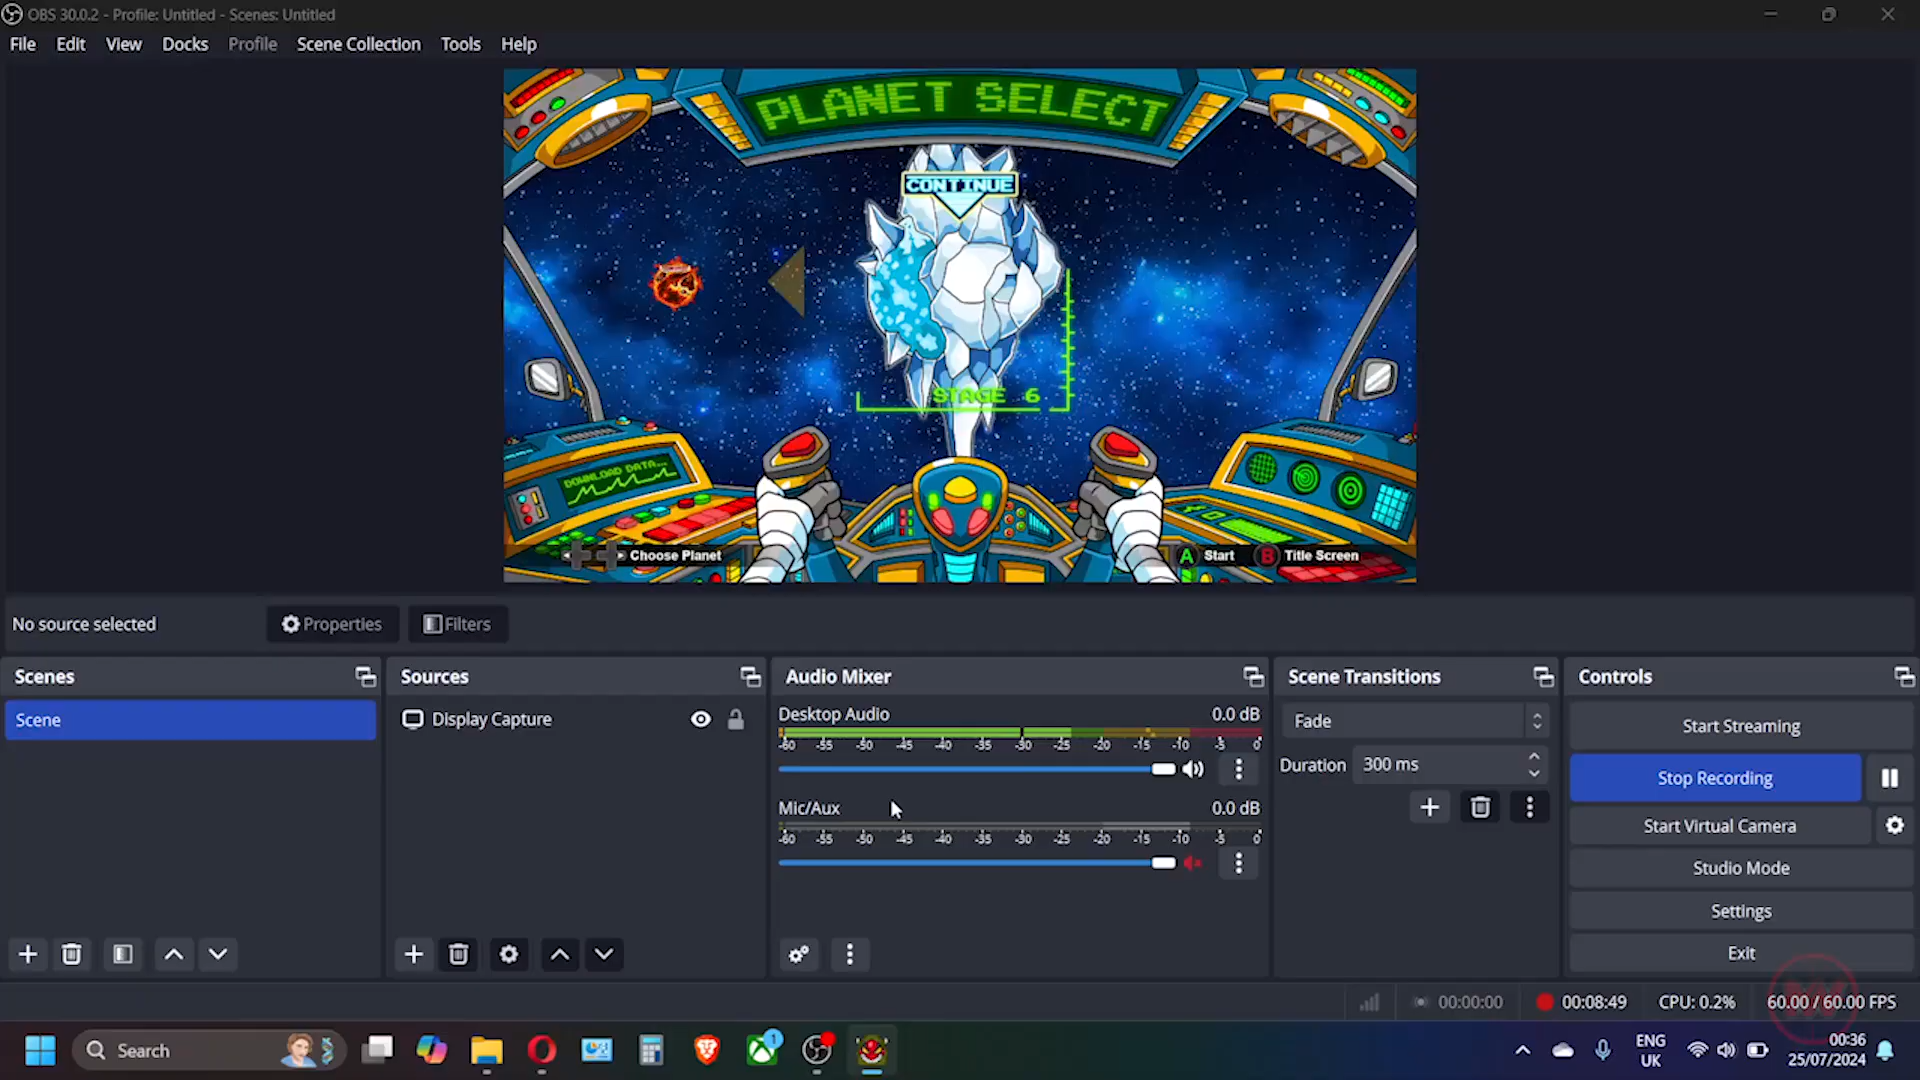 OBS 30.0.2 - Profile: Untitled - Scenes: Untitled
File Edit View Docks Profile Scene Collection Tools Help
PLANET SELECT
CONTINUE
STAGE 6
DOWNLOAD DATA...
Choose Planet
A Start B Title Screen
No source selected Properties Filters
Scenes Sources Audio Mixer Scene Transitions Controls
Scene
Display Capture
Desktop Audio 0.0 dB
-60 -55 -50 -45 -40 -35 -30 -25 -20 -15 -10 -5 0
Mic/Aux 0.0 dB
-60 -55 -50 -45 -40 -35 -30 -25 -20 -15 -10 -5 0
Fade
Duration 300 ms
Start Streaming
Stop Recording
Start Virtual Camera
Studio Mode
Settings
Exit
00:00:00 00:08:49 CPU: 0.2% 60.00 / 60.00 FPS
Search
1
ENG
UK
00:36
25/07/2024